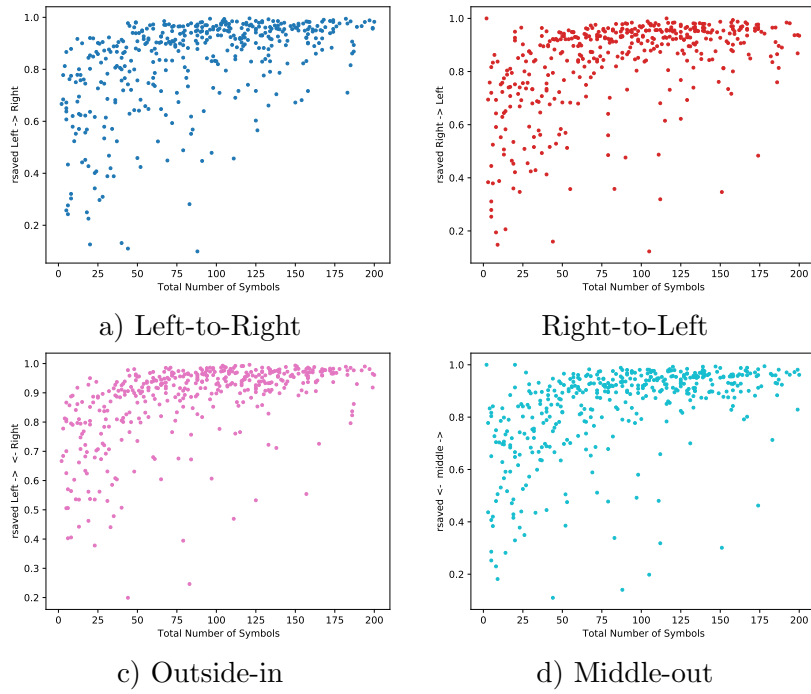 1.0
0.8
0.6
0.4
0.2
rsaved Left -> Right
0 25 50 75 100 125 150 175 200
Total Number of Symbols
a) Left-to-Right
1.0
0.8
0.6
0.4
0.2
rsaved Right -> Left
0 25 50 75 100 125 150 175 200
Total Number of Symbols
Right-to-Left
1.0
0.9
0.8
0.7
0.6
0.5
0.4
0.3
0.2
rsaved Left -> <- Right
0 25 50 75 100 125 150 175 200
Total Number of Symbols
c) Outside-in
1.0
0.8
0.6
0.4
0.2
rsaved <- middle ->
0 25 50 75 100 125 150 175 200
Total Number of Symbols
d) Middle-out